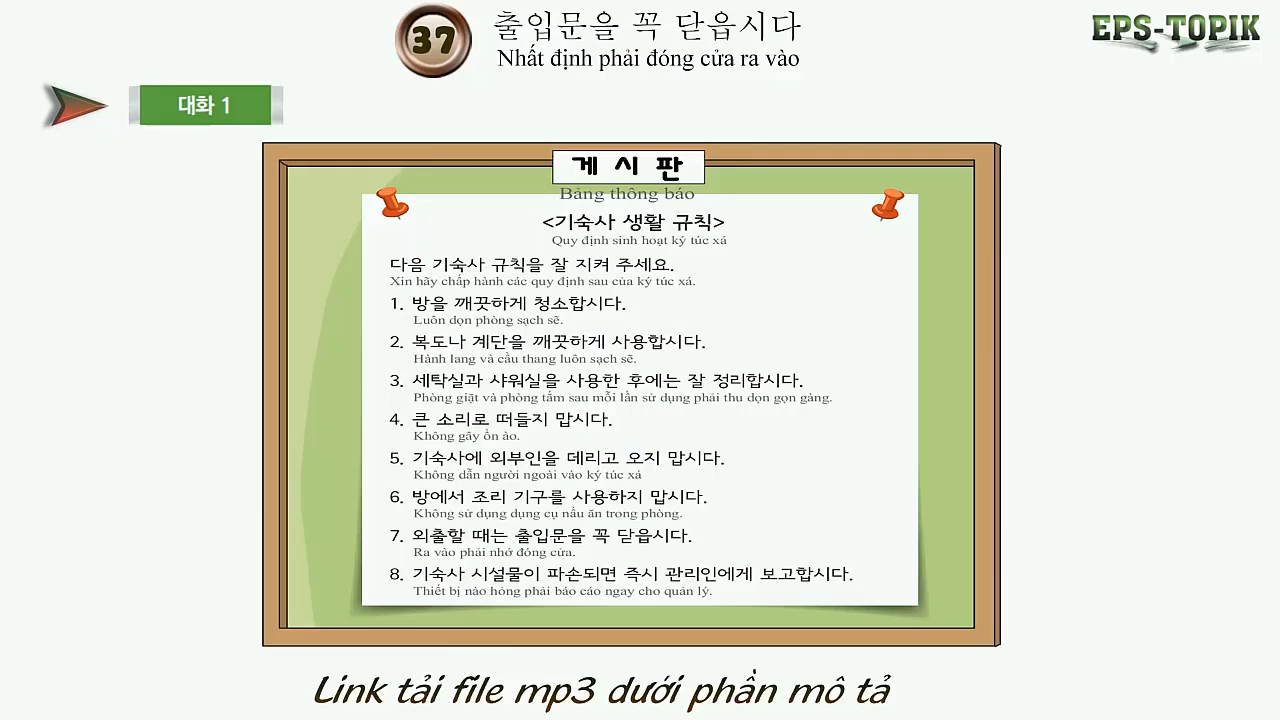 37
출입문을 꼭 닫읍시다
Nhất định phải đóng cửa ra vào
EPS-TOPIK
대화 1
게 시 판
Bảng thông báo
<기숙사 생활 규칙>
Quy định sinh hoạt ký túc xá
다음 기숙사 규칙을 잘 지켜 주세요.
Xin hãy chấp hành các quy định sau của ký túc xá.
1. 방을 깨끗하게 청소합시다.
Luôn dọn phòng sạch sẽ.
2. 복도나 계단을 깨끗하게 사용합시다.
Hành lang và cầu thang luôn sạch sẽ.
3. 세탁실과 샤워실을 사용한 후에는 잘 정리합시다.
Phòng giặt và phòng tắm sau mỗi lần sử dụng phải thu dọn gọn gàng.
4. 큰 소리로 떠들지 맙시다.
Không gây ồn ào.
5. 기숙사에 외부인을 데리고 오지 맙시다.
Không dẫn người ngoài vào ký túc xá
6. 방에서 조리 기구를 사용하지 맙시다.
Không sử dụng dụng cụ nấu ăn trong phòng.
7. 외출할 때는 출입문을 꼭 닫읍시다.
Ra vào phải nhớ đóng cửa.
8. 기숙사 시설물이 파손되면 즉시 관리인에게 보고합시다.
Thiết bị nào hỏng phải báo cáo ngay cho quản lý.
Link tải file mp3 dưới phần mô tả